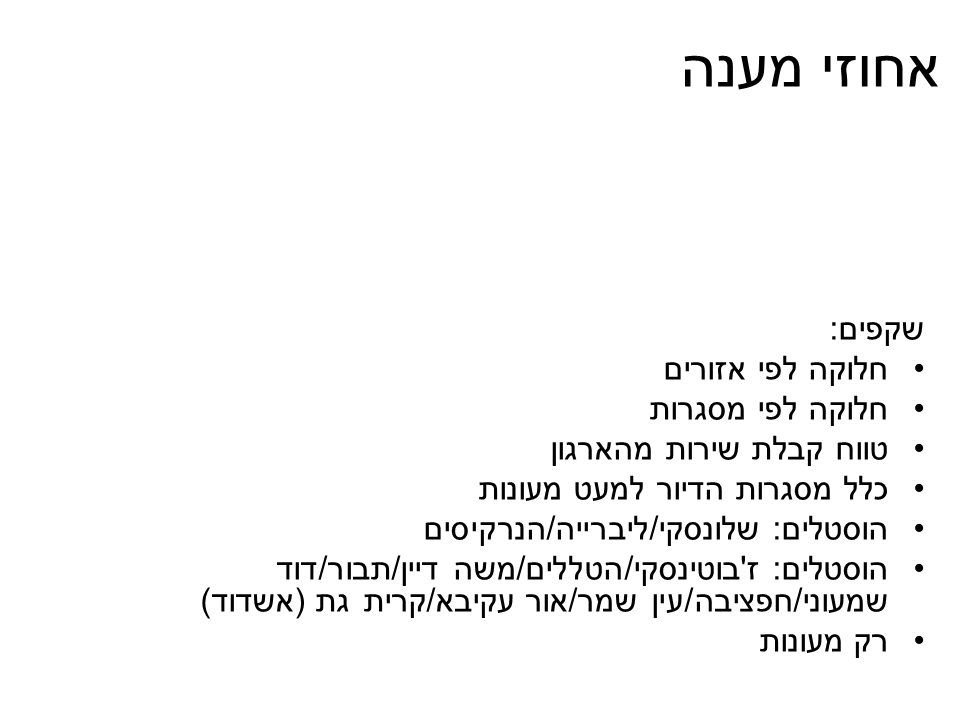 אחוזי מענה
שקפים:
• חלוקה לפי אזורים
• חלוקה לפי מסגרות
• טווח קבלת שירות מהארגון
• כלל מסגרות הדיור למעט מעונות
• הוסטלים: שלונסקי/ליברייה/הנרקיסים
• הוסטלים: ז'בוטינסקי/הטללים/משה דיין/תבור/דוד
שמעוני/חפציבה/עין שמר/אור עקיבא/קרית גת (אשדוד)
• רק מעונות